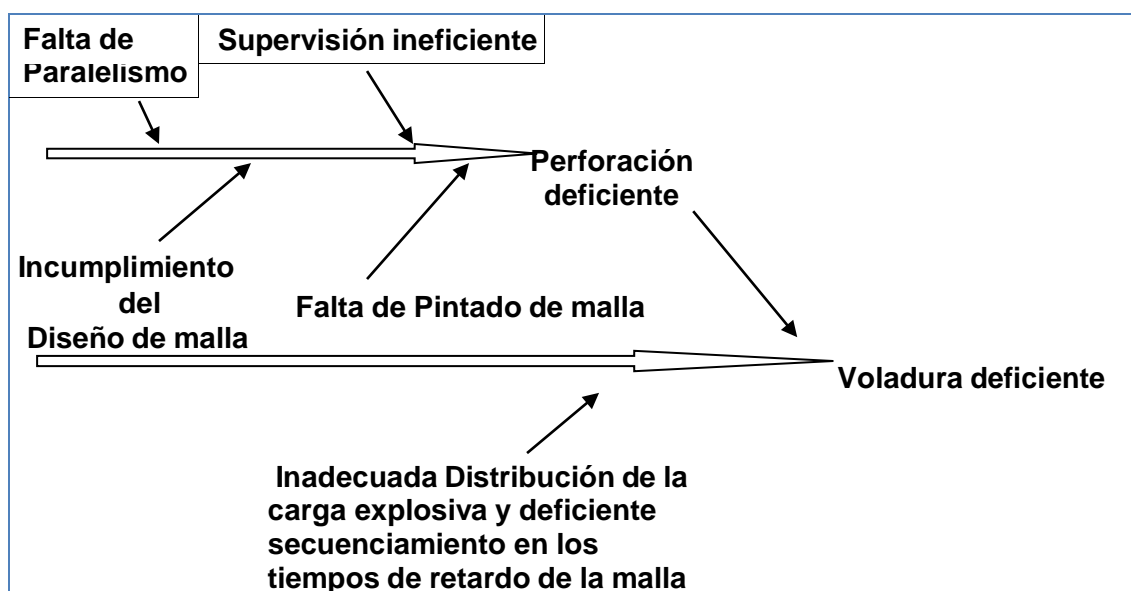 Falta de
Paralelismo
Supervisión ineficiente
Perforación
deficiente
Incumplimiento
del
Diseño de malla
Falta de Pintado de malla
Voladura deficiente
Inadecuada Distribución de la
carga explosiva y deficiente
secuenciamiento en los
tiempos de retardo de la malla